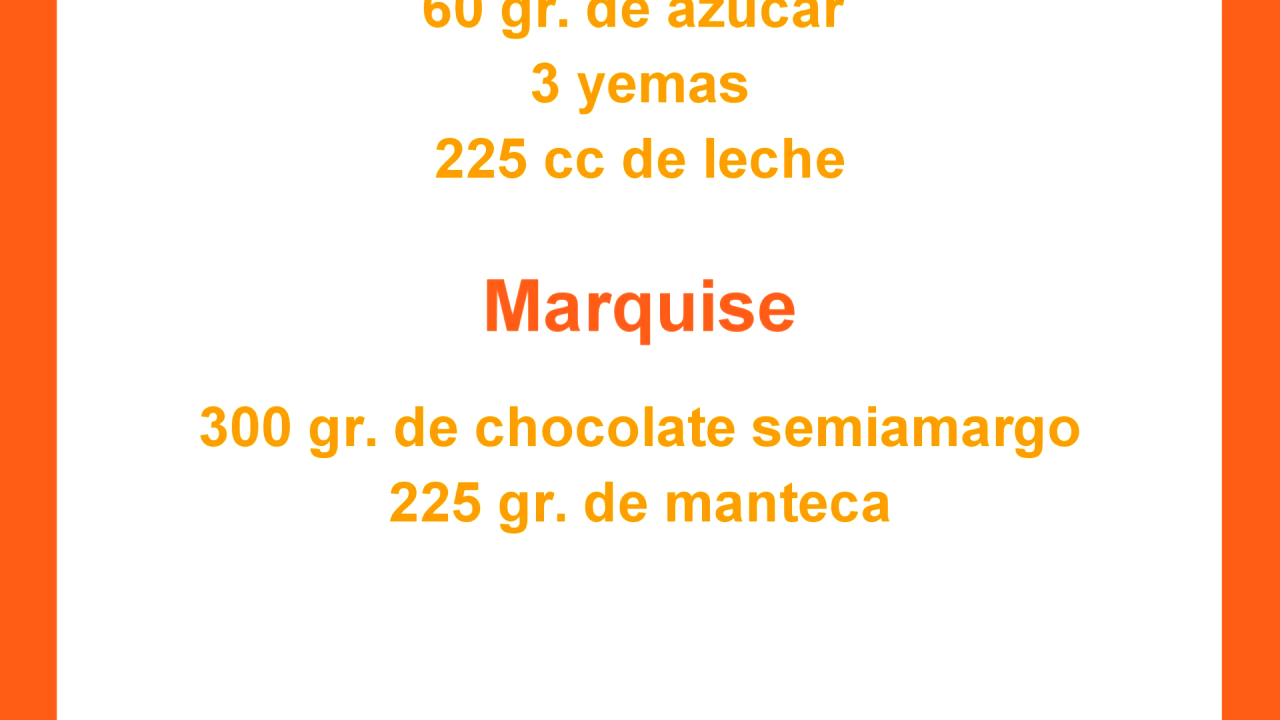 60 gr. de azúcar
3 yemas
225 cc de leche
Marquise
300 gr. de chocolate semiamargo
225 gr. de manteca